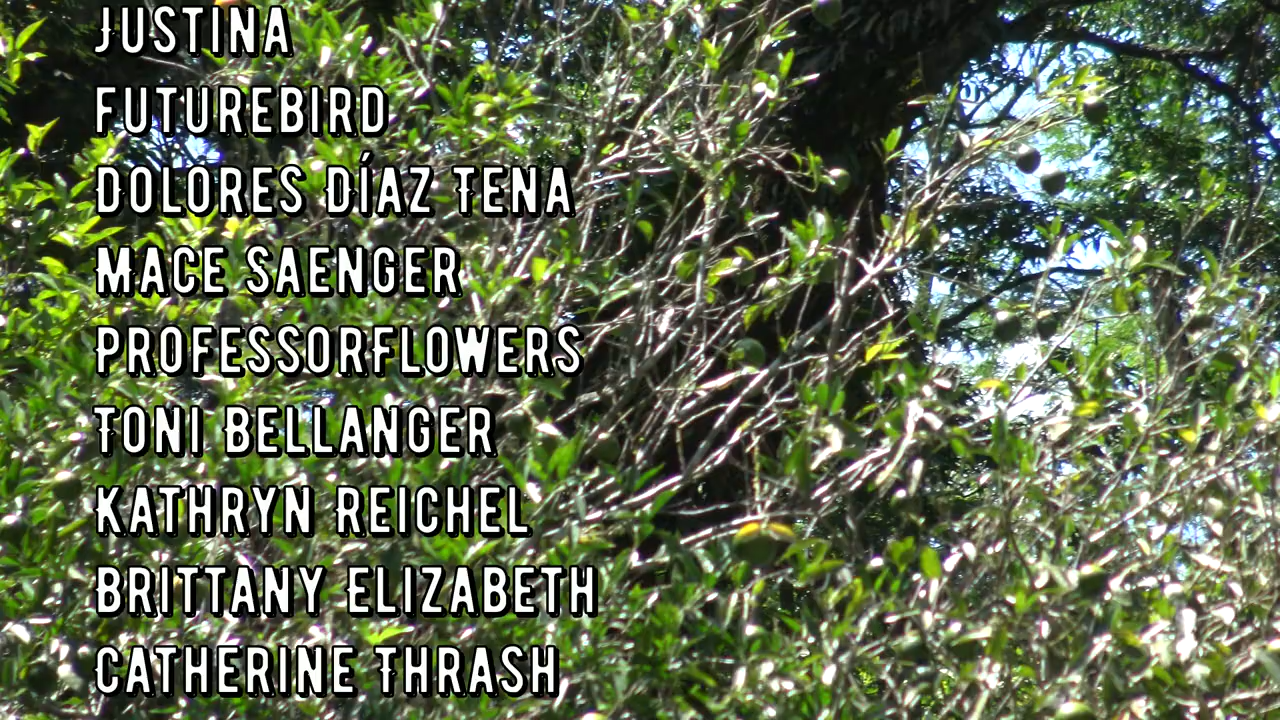 Justina
futurebird
Dolores Díaz Tena
Mace Saenger
ProfessorFlowers
Toni Bellanger
Kathryn Reichel
Brittany Elizabeth
Catherine Thrash